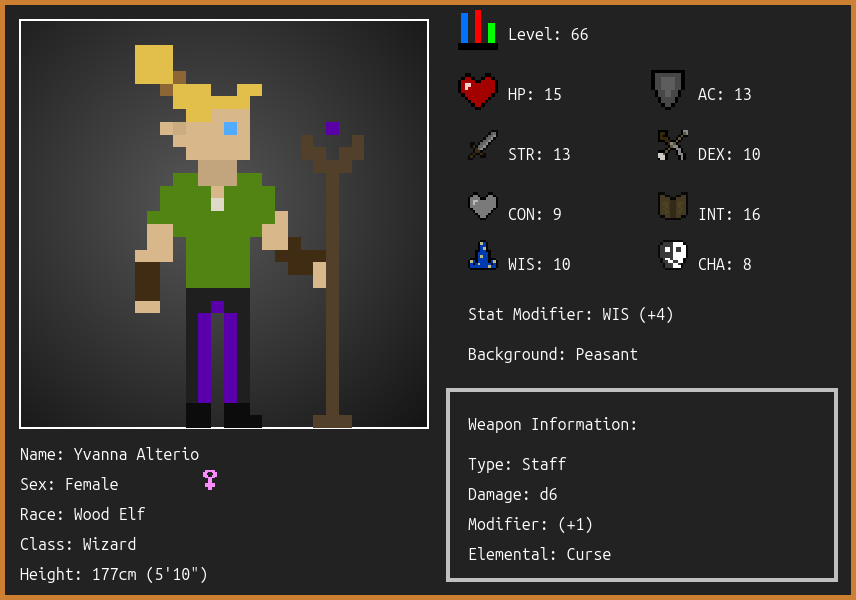 Level: 66
HP: 15
AC: 13
STR: 13
DEX: 10
CON: 9
INT: 16
WIS: 10
CHA: 8
Stat Modifier: WIS (+4)
Background: Peasant
Weapon Information:
Type: Staff
Damage: d6
Modifier: (+1)
Elemental: Curse
Name: Yvanna Alterio
Sex: Female
Race: Wood Elf
Class: Wizard
Height: 177cm (5'10")